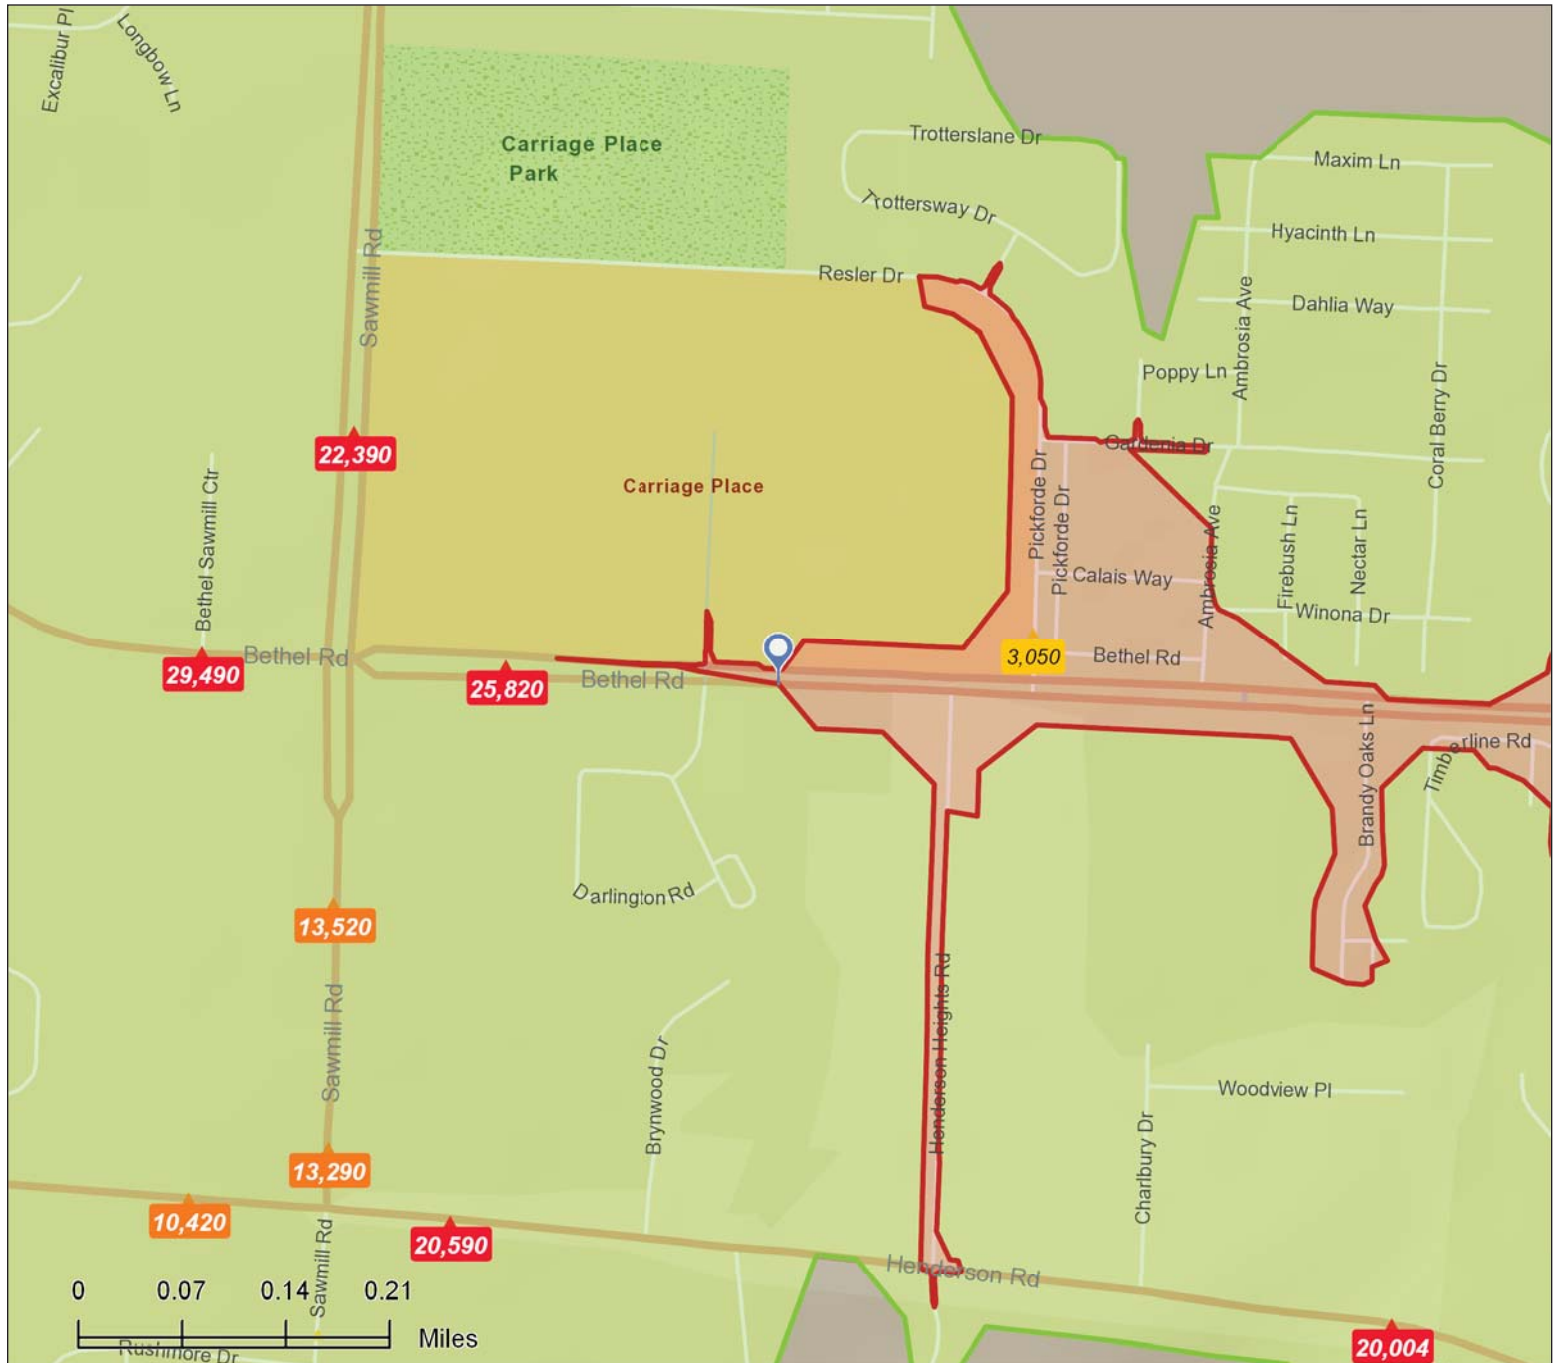 Excalibur Pl
Longbow Ln
Carriage Place
Park
Trotterslane Dr
Trottersway Dr
Maxim Ln
Hyacinth Ln
Dahlia Way
Resler Dr
Sawmill Rd
Ambrosia Ave
Poppy Ln
Coral Berry Dr
22,390
Gardenia Dr
Carriage Place
Bethel Sawmill Ctr
Pickforde Dr
Pickforde Dr
Calais Way
Ambrosia Ave
Firebush Ln
Nectar Ln
Winona Dr
Bethel Rd
29,490
25,820
Bethel Rd
3,050
Bethel Rd
Brandy Oaks Ln
Timberline Rd
Darlington Rd
13,520
Sawmill Rd
Henderson Heights Rd
Brynwood Dr
Woodview Pl
Charlbury Dr
13,290
10,420
20,590
Sawmill Rd
Henderson Rd
0 0.07 0.14 0.21
Miles
Rushmore Dr
20,004